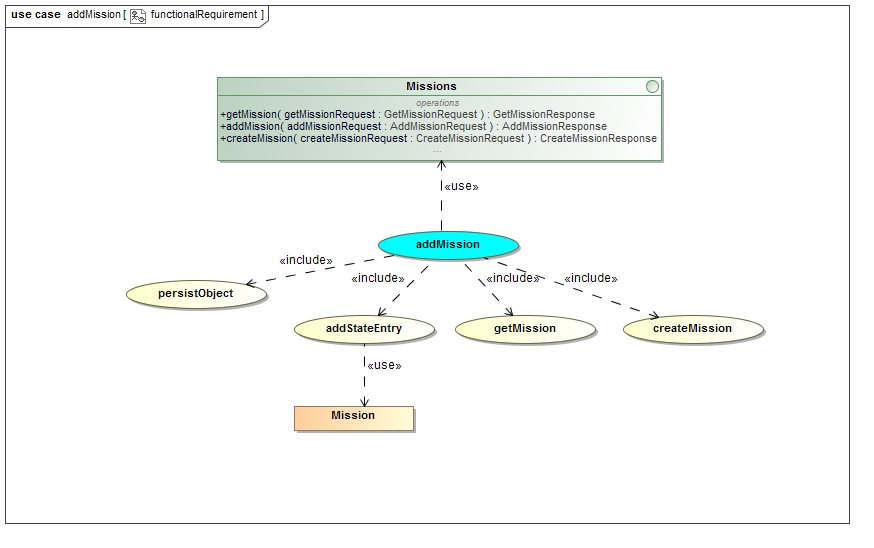 use case addMission [ functionalRequirement ]
Missions
operations
+getMission( getMissionRequest : GetMissionRequest ) : GetMissionResponse
+addMission( addMissionRequest : AddMissionRequest ) : AddMissionResponse
+createMission( createMissionRequest : CreateMissionRequest ) : CreateMissionResponse
...
«use»
addMission
«include»
«include»
«include»
«include»
persistObject
addStateEntry
getMission
createMission
«use»
Mission